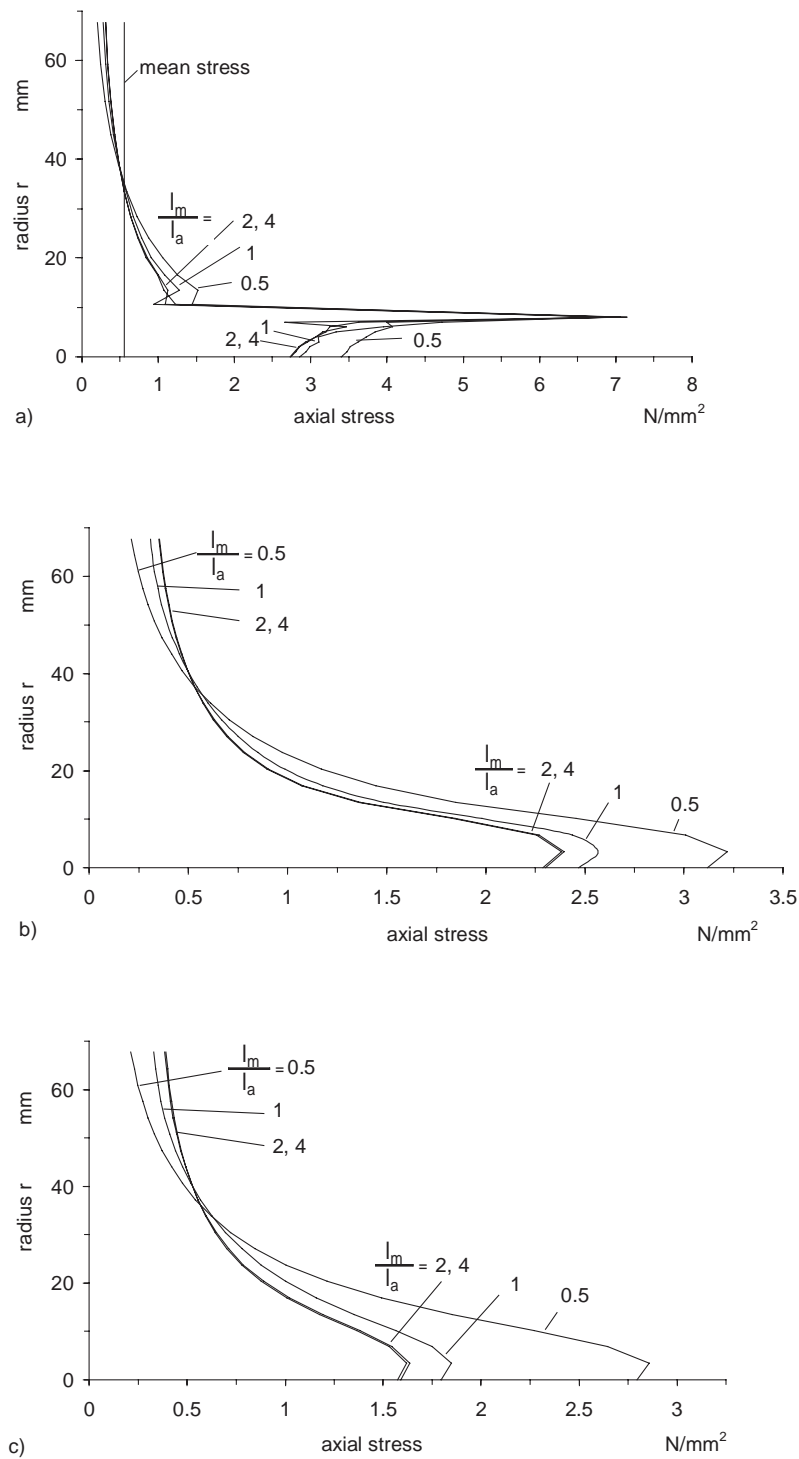 60
mm
40
radius r
20
0
mean stress
l_m
l_a
=
2, 4
1
0.5
1
2, 4
0.5
0 1 2 3 4 5 6 7 8
a)
axial stress
N/mm²
60
mm
40
radius r
20
0
l_m
l_a
= 0.5
1
2, 4
l_m
l_a
= 2, 4
1
0.5
0 0.5 1 1.5 2 2.5 3 3.5
b)
axial stress
N/mm²
60
mm
40
radius r
20
0
l_m
l_a
= 0.5
1
2, 4
l_m
l_a
= 2, 4
1
0.5
0 0.5 1 1.5 2 2.5 3
c)
axial stress
N/mm²